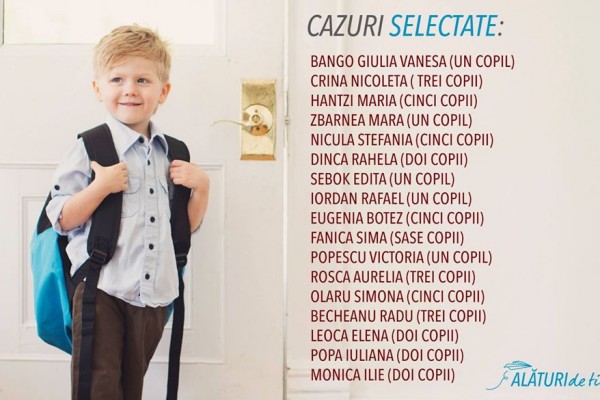 CAZURI SELECTATE:
BANGO GIULIA VANESA (UN COPIL)
CRINA NICOLETA ( TREI COPII)
HANTZI MARIA (CINCI COPII)
ZBARNEA MARA (UN COPIL)
NICULA STEFANIA (CINCI COPII)
DINCA RAHELA (DOI COPII)
SEBOK EDITA (UN COPIL)
IORDAN RAFAEL (UN COPIL)
EUGENIA BOTEZ (CINCI COPII)
FANICA SIMA (SASE COPII)
POPESCU VICTORIA (UN COPIL)
ROSCA AURELIA (TREI COPII)
OLARU SIMONA (CINCI COPII)
BECHEANU RADU (TREI COPII)
LEOCA ELENA (DOI COPII)
POPA IULIANA (DOI COPII)
MONICA ILIE (DOI COPII)
fii ALĂTURI de ti